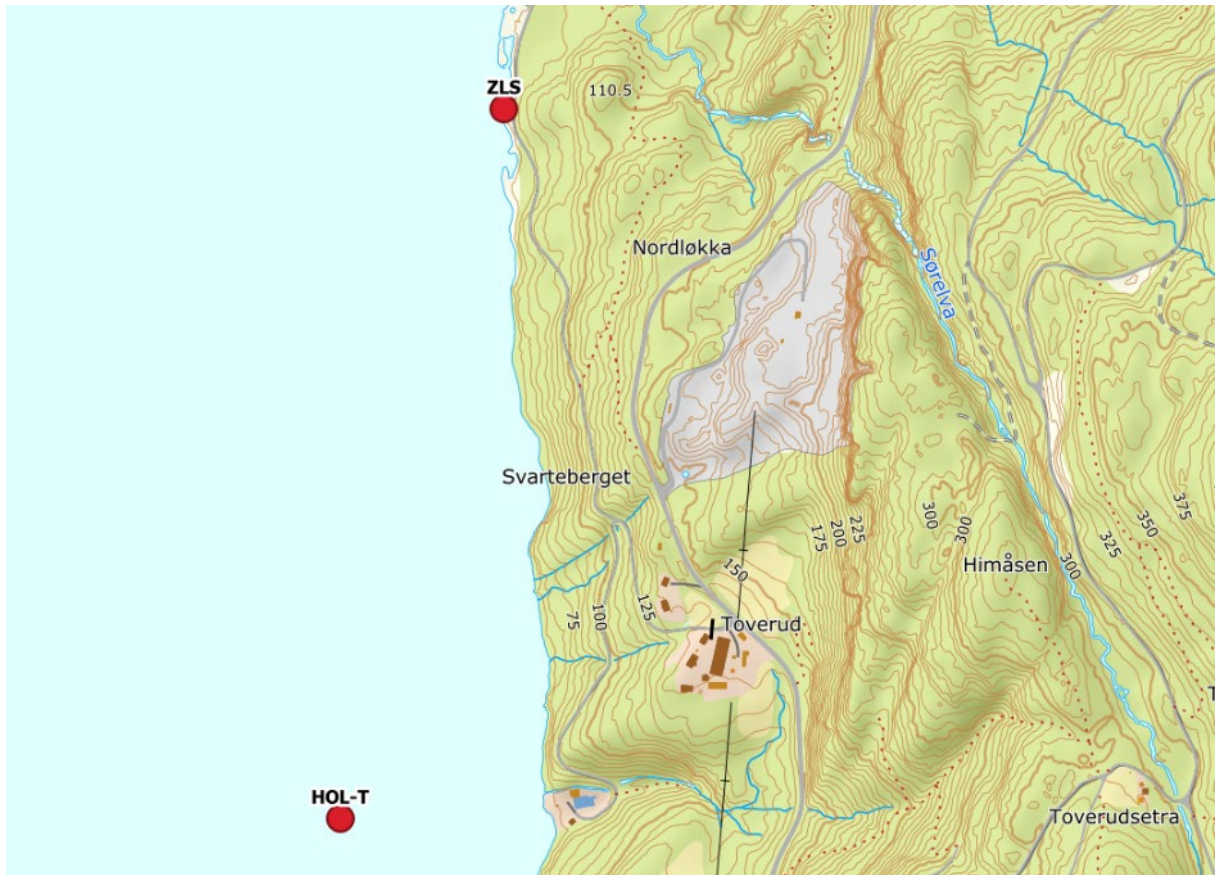 ZLS
110.5
Nordløkka
Sørelva
Svarteberget
375
350
325
300
300
300
225
200
175
Himåsen
150
125
100
75
Toverud
HOL-T
Toverudsetra
T